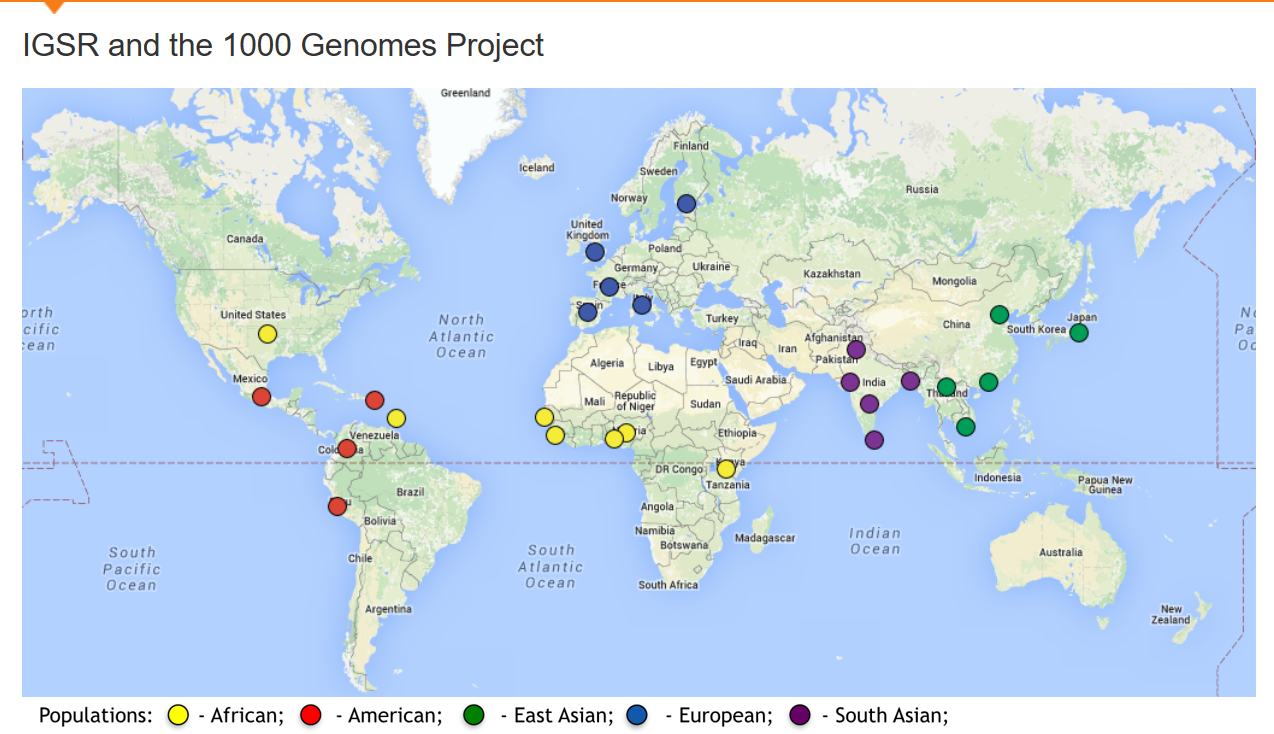 IGSR and the 1000 Genomes Project
Greenland
Iceland
Finland
Sweden
Norway
Russia
United
Kingdom
Canada
Poland
Germany
Ukraine
Kazakhstan
Mongolia
United States
North
Atlantic
Ocean
Turkey
China
South Korea
Japan
Iraq
Iran
Afghanistan
Pakistan
Algeria
Libya
Egypt
Saudi Arabia
India
Mexico
Mali
Republic
of Niger
Sudan
Venezuela
Ethiopia
DR Congo
Tanzania
Indonesia
Papua New
Guinea
Brazil
Angola
Bolivia
Namibia
Botswana
Madagascar
South
Pacific
Ocean
South
Atlantic
Ocean
Indian
Ocean
Chile
Australia
South Africa
Argentina
New
Zealand
Populations: - African; - American; - East Asian; - European; - South Asian;